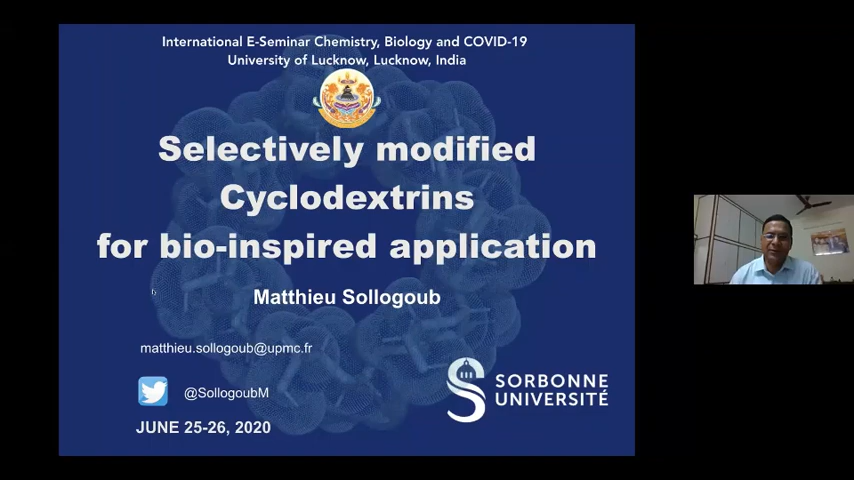 International E-Seminar Chemistry, Biology and COVID-19
University of Lucknow, Lucknow, India
Selectively modified
Cyclodextrins
for bio-inspired application
Matthieu Sollogoub
matthieu.sollogoub@upmc.fr
@SollogoubM
JUNE 25-26, 2020
SORBONNE
UNIVERSITÉ